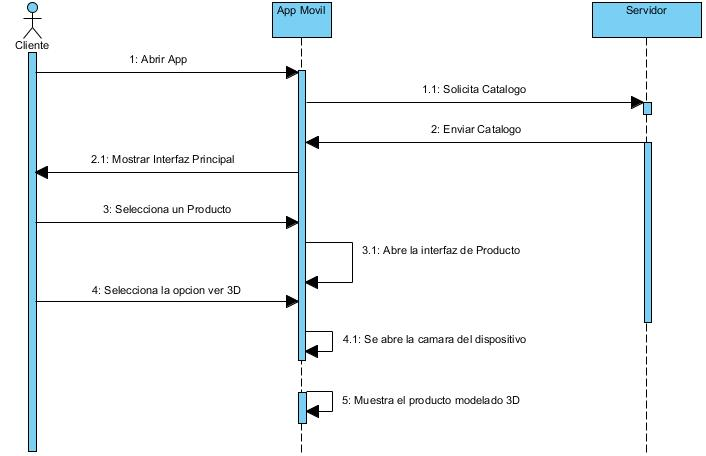 App Movil
Servidor
Cliente
1: Abrir App
1.1: Solicita Catalogo
2: Enviar Catalogo
2.1: Mostrar Interfaz Principal
3: Selecciona un Producto
3.1: Abre la interfaz de Producto
4: Selecciona la opcion ver 3D
4.1: Se abre la camara del dispositivo
5: Muestra el producto modelado 3D